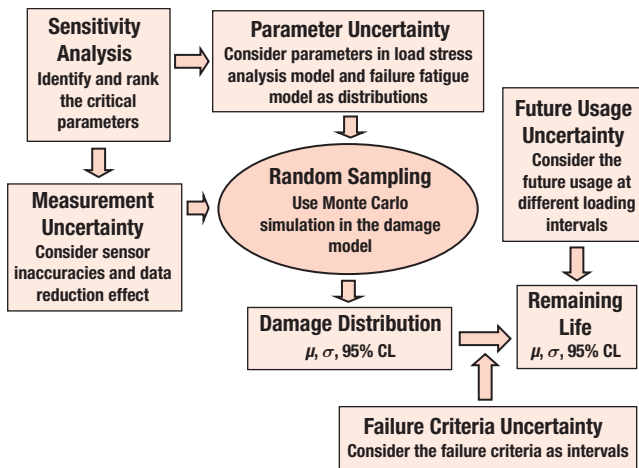 Sensitivity
Analysis
Identify and rank
the critical
parameters
Parameter Uncertainty
Consider parameters in load stress
analysis model and failure fatigue
model as distributions
Future Usage
Uncertainty
Consider the
future usage at
different loading
intervals
Measurement
Uncertainty
Consider sensor
inaccuracies and data
reduction effect
Random Sampling
Use Monte Carlo
simulation in the damage
model
Damage Distribution
μ, σ, 95% CL
Remaining
Life
μ, σ, 95% CL
Failure Criteria Uncertainty
Consider the failure criteria as intervals